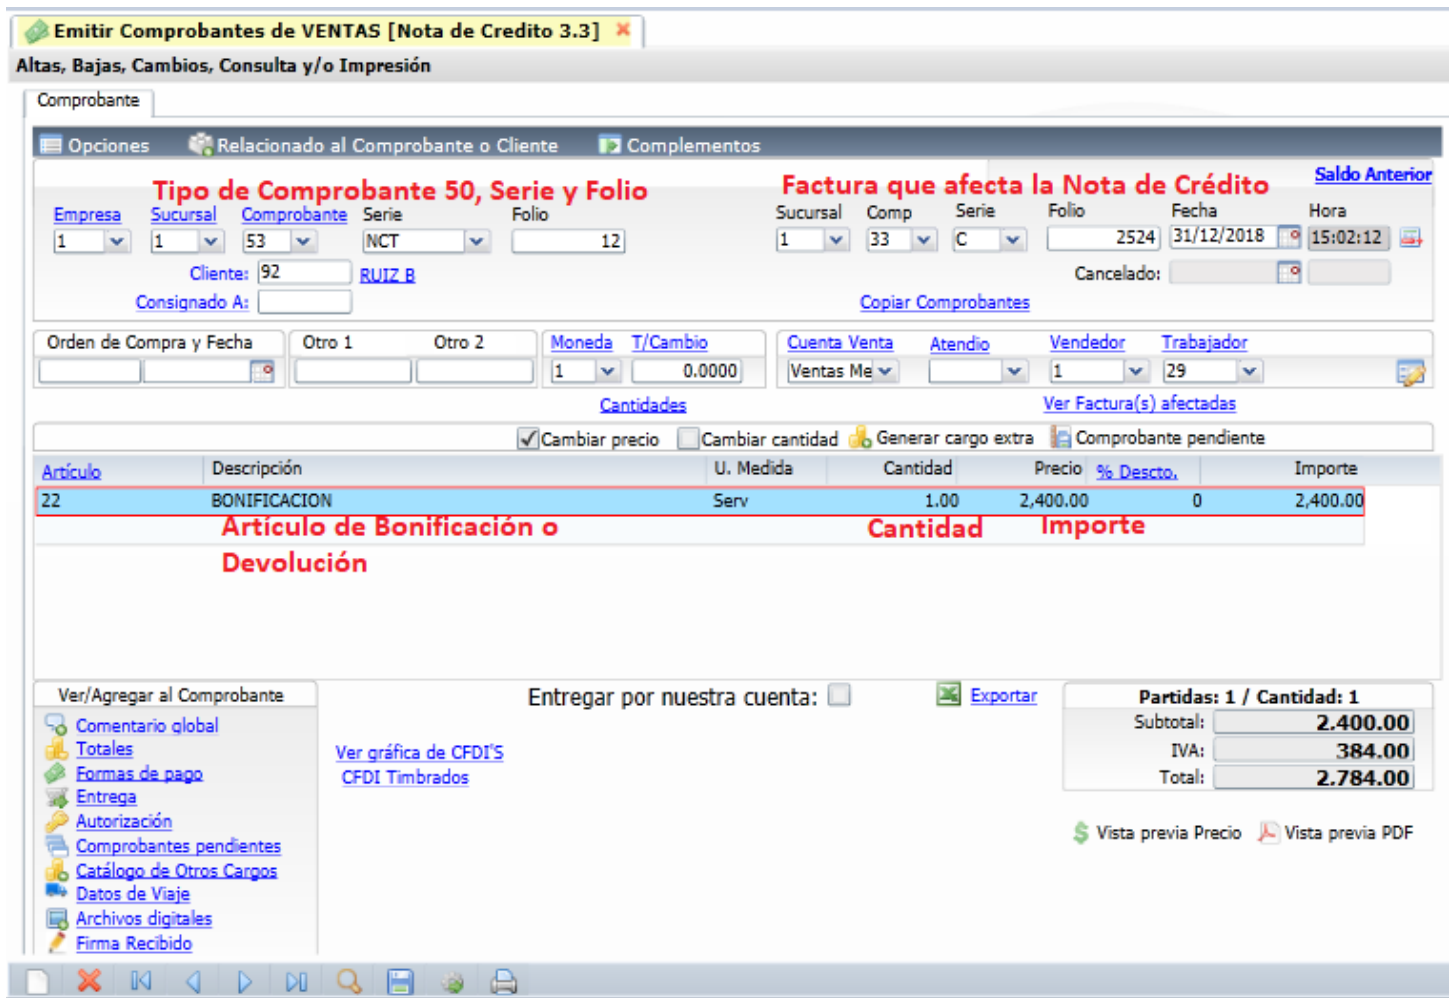 Emitir Comprobantes de VENTAS [Nota de Credito 3.3]
Altas, Bajas, Cambios, Consulta y/o Impresión
Comprobante
Opciones Relacionado al Comprobante o Cliente Complementos
Saldo Anterior
Tipo de Comprobante 50, Serie y Folio Factura que afecta la Nota de Crédito
Empresa Sucursal Comprobante Serie Folio Sucursal Comp Serie Folio Fecha Hora
1 1 53 NCT 12 1 33 C 2524 31/12/2018 15:02:12
Cliente: 92 RUIZ B Cancelado:
Consignado A: Copiar Comprobantes
Orden de Compra y Fecha Otro 1 Otro 2 Moneda T/Cambio Cuenta Venta Atendio Vendedor Trabajador
1 0.0000 Ventas Me 1 29
Cantidades Ver Factura(s) afectadas
Cambiar precio Cambiar cantidad Generar cargo extra Comprobante pendiente
Artículo Descripción U. Medida Cantidad Precio % Descto. Importe
22 BONIFICACION Serv 1.00 2,400.00 0 2,400.00
Artículo de Bonificación o Cantidad Importe
Devolución
Ver/Agregar al Comprobante Entregar por nuestra cuenta: Exportar Partidas: 1 / Cantidad: 1
Comentario global Subtotal: 2.400.00
Totales Ver gráfica de CFDI'S IVA: 384.00
Formas de pago CFDI Timbrados Total: 2.784.00
Entrega
Autorización Vista previa Precio Vista previa PDF
Comprobantes pendientes
Catálogo de Otros Cargos
Datos de Viaje
Archivos digitales
Firma Recibido